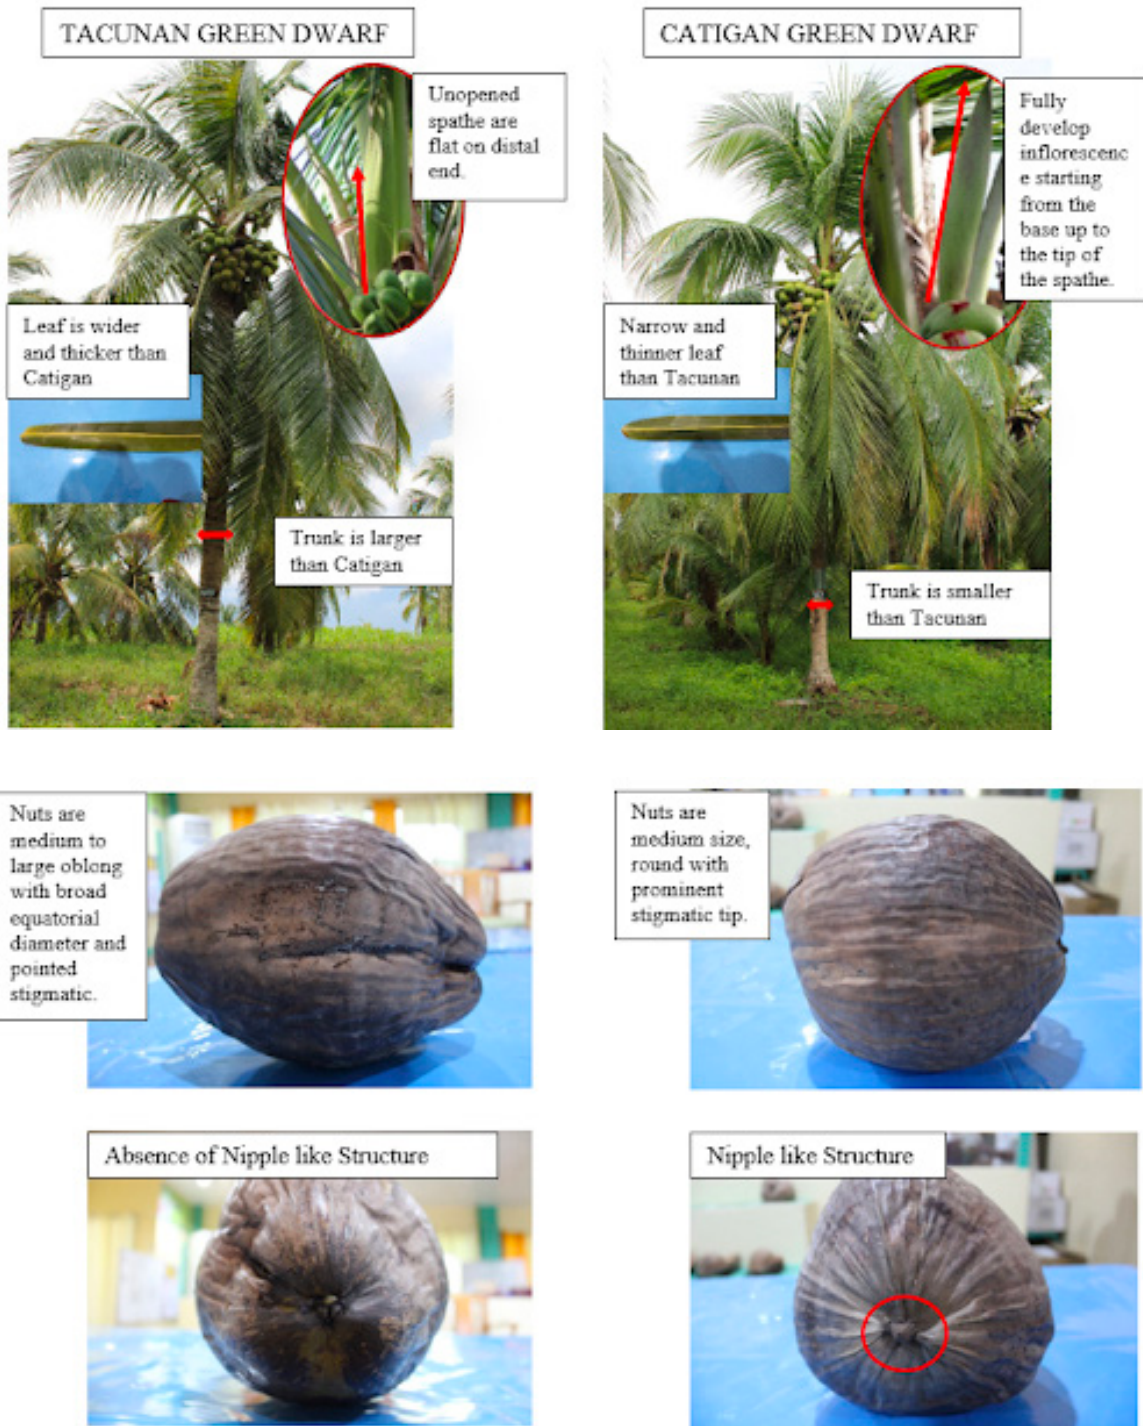 TACUNAN GREEN DWARF
Unopened
spathe are
flat on distal
end.
Leaf is wider
and thicker than
Catigan
Trunk is larger
than Catigan
CATIGAN GREEN DWARF
Fully
develop
inflorescenc
e starting
from the
base up to
the tip of
the spathe.
Narrow and
thinner leaf
than Tacunan
Trunk is smaller
than Tacunan
Nuts are
medium to
large oblong
with broad
equatorial
diameter and
pointed
stigmatic.
Nuts are
medium size,
round with
prominent
stigmatic tip.
Absence of Nipple like Structure
Nipple like Structure